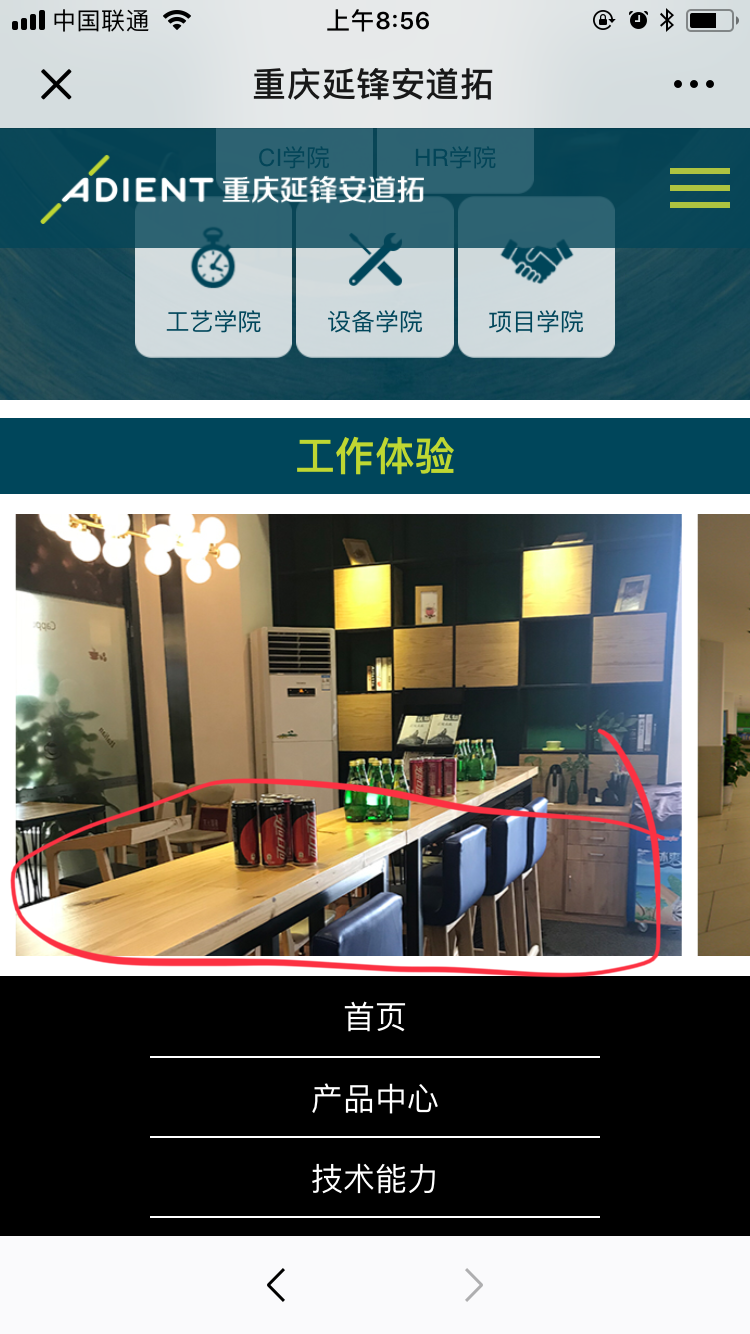 中国联通
上午8:56
重庆延锋安道拓
CI学院
HR学院
ADIENT 重庆延锋安道拓
工艺学院
设备学院
项目学院
工作体验
首页
产品中心
技术能力